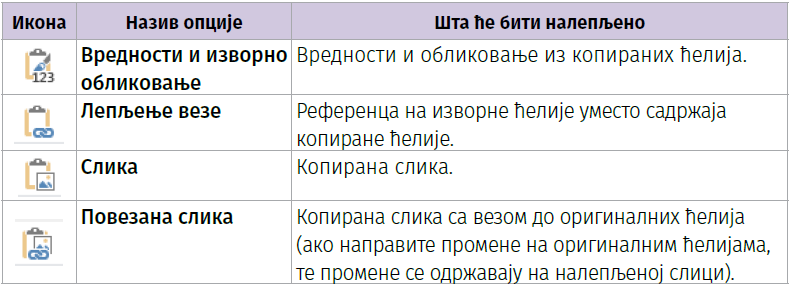 Икона Назив опције Шта ће бити налепљено
123
Вредности и изворно Вредности и обликовање из копираних ћелија.
обликовање
Лепљење везе Референца на изворне ћелије уместо садржаја
копиране ћелије.
Слика Копирана слика.
Повезана слика Копирана слика са везом до оригиналних ћелија
(ако направите промене на оригиналним ћелијама,
те промене се одржавају на налепљеној слици).